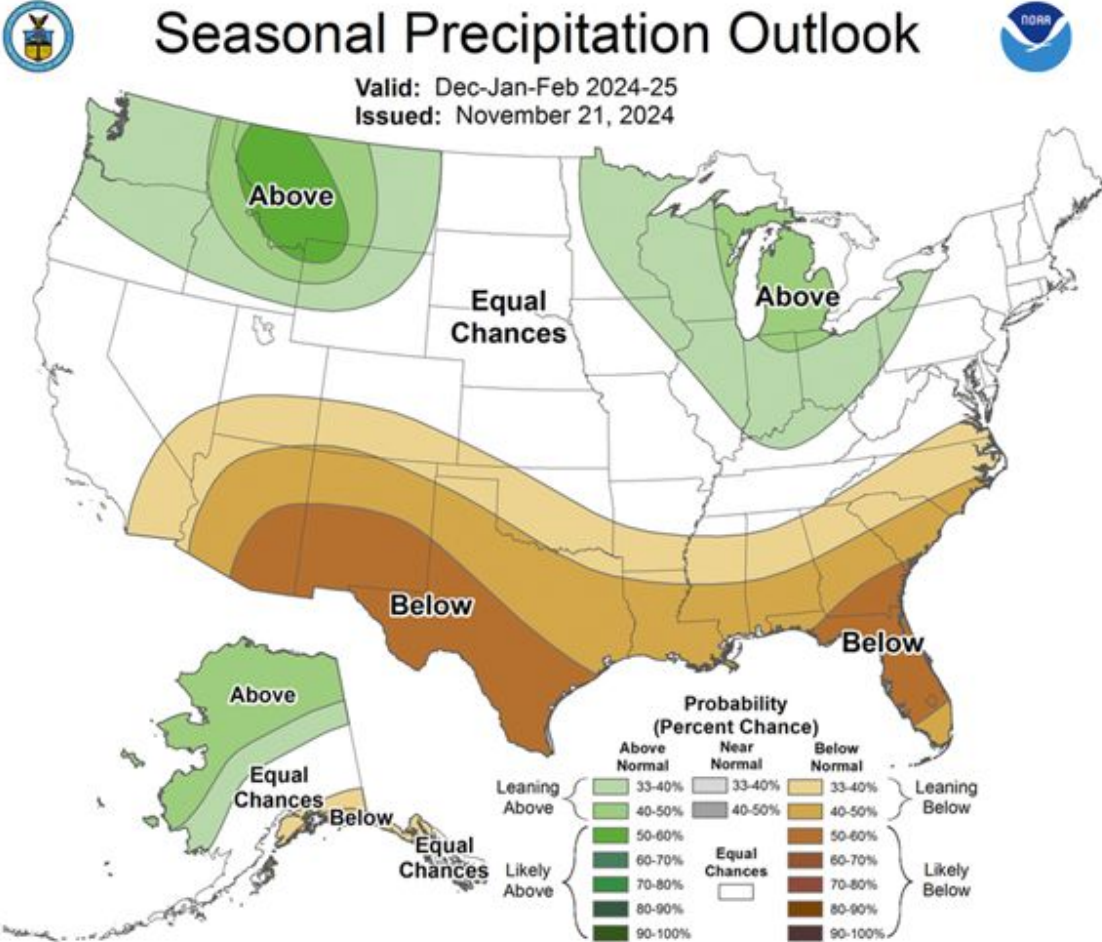 Seasonal Precipitation Outlook
NOAA
Valid: Dec-Jan-Feb 2024-25
Issued: November 21, 2024
Above
Equal
Chances
Above
Below
Below
Above
Equal
Chances
Below
Equal
Chances
Probability
(Percent Chance)
Above
Normal
Near
Normal
Below
Normal
Leaning
Above
33-40%
33-40%
33-40%
Leaning
Below
40-50%
40-50%
40-50%
Likely
Above
50-60%
50-60%
Likely
Below
60-70%
Equal
Chances
60-70%
70-80%
70-80%
80-90%
80-90%
90-100%
90-100%